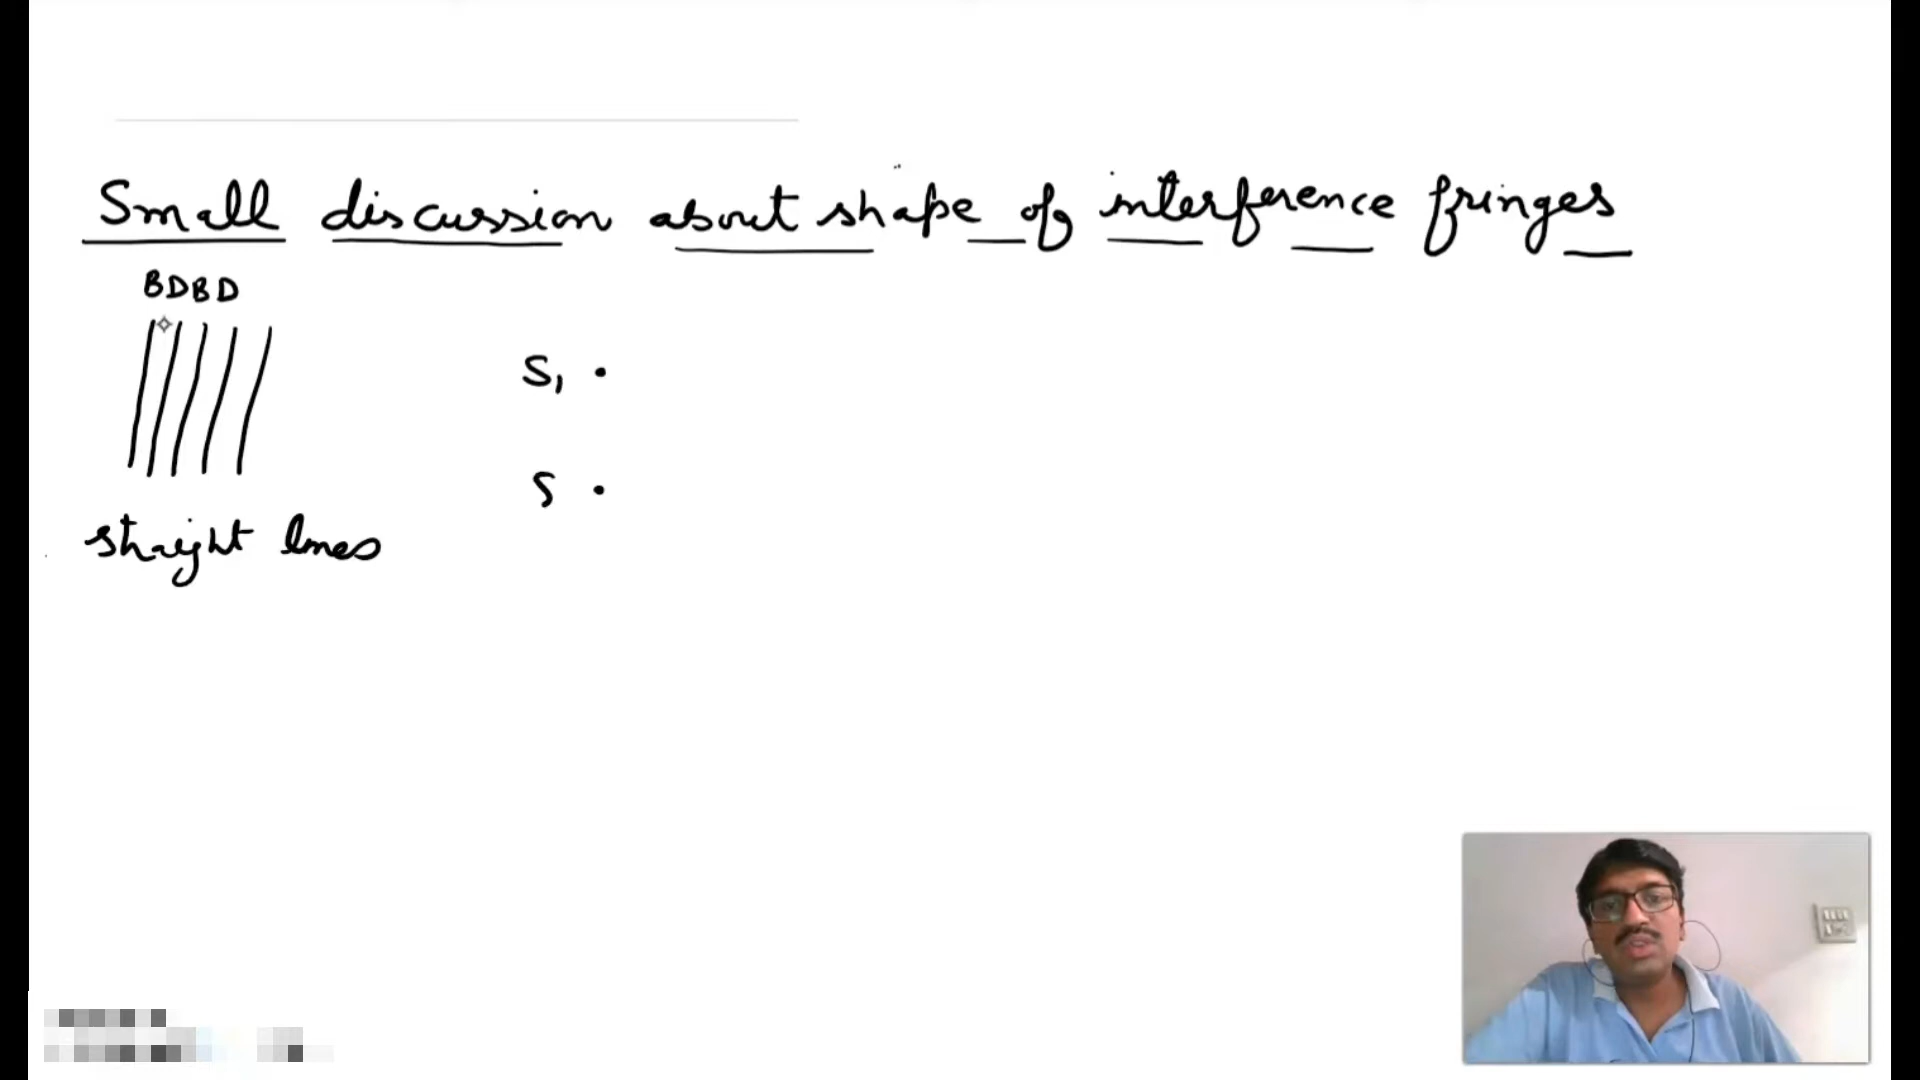 Small discussion about shape of interference fringes
BDBD
S₁
S
straight lines